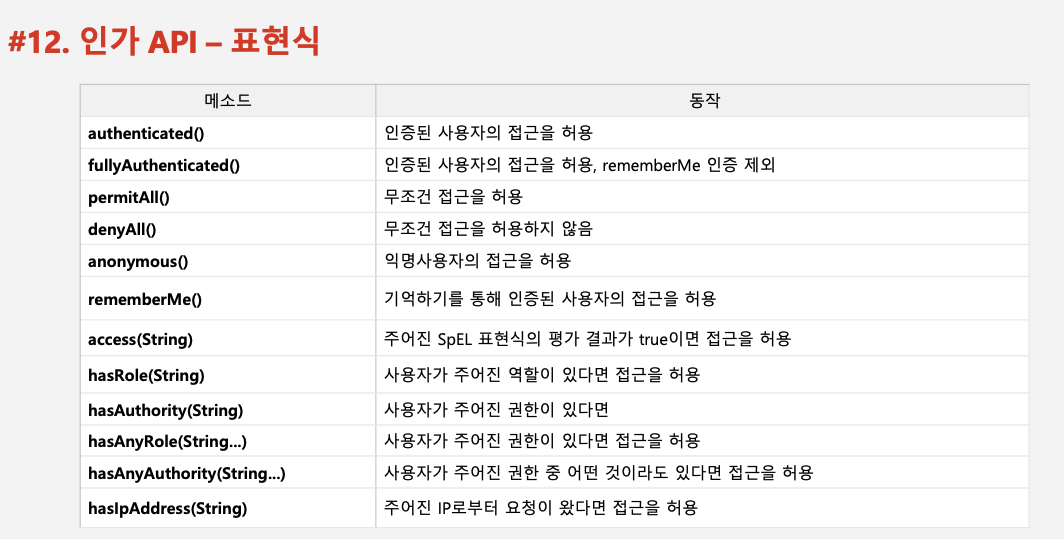 #12. 인가 API – 표현식
메소드 동작
authenticated() 인증된 사용자의 접근을 허용
fullyAuthenticated() 인증된 사용자의 접근을 허용, rememberMe 인증 제외
permitAll() 무조건 접근을 허용
denyAll() 무조건 접근을 허용하지 않음
anonymous() 익명사용자의 접근을 허용
rememberMe() 기억하기를 통해 인증된 사용자의 접근을 허용
access(String) 주어진 SpEL 표현식의 평가 결과가 true이면 접근을 허용
hasRole(String) 사용자가 주어진 역할이 있다면 접근을 허용
hasAuthority(String) 사용자가 주어진 권한이 있다면
hasAnyRole(String...) 사용자가 주어진 권한이 있다면 접근을 허용
hasAnyAuthority(String...) 사용자가 주어진 권한 중 어떤 것이라도 있다면 접근을 허용
hasIpAddress(String) 주어진 IP로부터 요청이 왔다면 접근을 허용